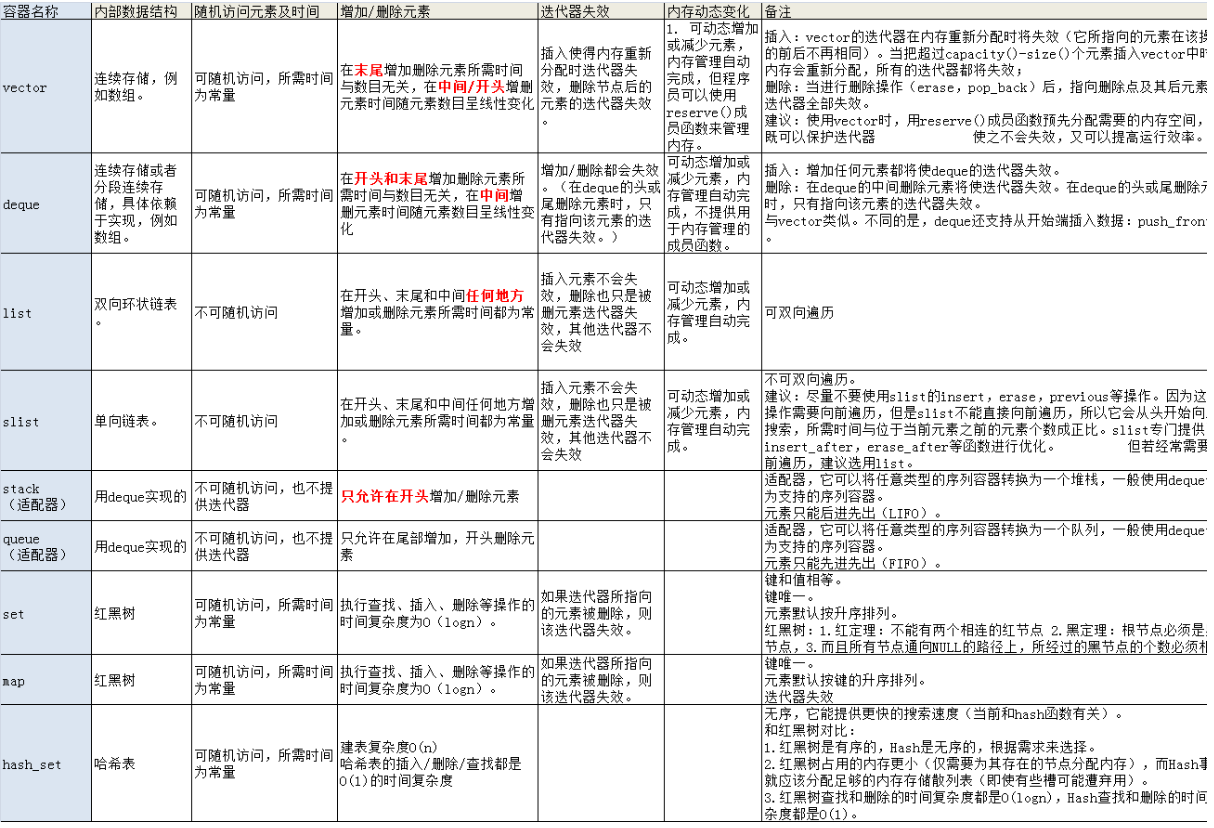 容器名称 内部数据结构 随机访问元素及时间 增加/删除元素 迭代器失效 内存动态变化 备注
vector
连续存储，例
如数组。
可随机访问，所需时间
为常量
在末尾增加删除元素所需时间
与数目无关，在中间/开头增删
元素时间随元素数目呈线性变化
插入使得内存重新
分配时迭代器失
效，删除节点后的
元素的迭代器失效
。
1. 可动态增加
或减少元素，
内存管理自动
完成，但程序
员可以使用
reserve()成
员函数来管理
内存。
插入：vector的迭代器在内存重新分配时将失效（它所指向的元素在该操
的前后不再相同）。当把超过capacity()-size()个元素插入vector中时
内存会重新分配，所有的迭代器都将失效；
删除：当进行删除操作（erase，pop_back）后，指向删除点及其后元素
迭代器全部失效。
建议：使用vector时，用reserve()成员函数预先分配需要的内存空间，
既可以保护迭代器 使之不会失效，又可以提高运行效率。
deque
连续存储或者
分段连续存
储，具体依赖
于实现，例如
数组。
可随机访问，所需时间
为常量
在开头和末尾增加删除元素所
需时间与数目无关，在中间增
删元素时间随元素数目呈线性变
化
增加/删除都会失效
。（在deque的头或
尾删除元素时，只
有指向该元素的迭
代器失效。）
可动态增加或
减少元素，内
存管理自动完
成，不提供用
于内存管理的
成员函数。
插入：增加任何元素都将使deque的迭代器失效。
删除：在deque的中间删除元素将使迭代器失效。在deque的头或尾删除元
时，只有指向该元素的迭代器失效。
与vector类似。不同的是，deque还支持从开始端插入数据：push_fron
。
list
双向环状链表
。
不可随机访问
在开头、末尾和中间任何地方
增加或删除元素所需时间都为常
量。
插入元素不会失
效，删除也只是被
删元素迭代器失
效，其他迭代器不
会失效
可动态增加或
减少元素，内
存管理自动完
成。
可双向遍历
slist
单向链表。
不可随机访问
在开头、末尾和中间任何地方增
加或删除元素所需时间都为常量
。
插入元素不会失
效，删除也只是被
删元素迭代器失
效，其他迭代器不
会失效
可动态增加或
减少元素，内
存管理自动完
成。
不可双向遍历。
建议：尽量不要使用slist的insert，erase，previous等操作。因为这
操作需要向前遍历，但是slist不能直接向前遍历，所以它会从头开始向
搜索，所需时间与位于当前元素之前的元素个数成正比。slist专门提供
insert_after，erase_after等函数进行优化。 但若经常需要
前遍历，建议选用list。
stack
（适配器）
用deque实现的
不可随机访问，也不提
供迭代器
只允许在开头增加/删除元素
适配器，它可以将任意类型的序列容器转换为一个堆栈，一般使用deque
为支持的序列容器。
元素只能后进先出（LIFO）。
queue
（适配器）
用deque实现的
不可随机访问，也不提
供迭代器
只允许在尾部增加，开头删除元
素
适配器，它可以将任意类型的序列容器转换为一个队列，一般使用deque
为支持的序列容器。
元素只能先进先出（FIFO）。
set
红黑树
可随机访问，所需时间
为常量
执行查找、插入、删除等操作的
时间复杂度为O（logn）。
如果迭代器所指向
的元素被删除，则
该迭代器失效。
键和值相等。
键唯一。
元素默认按升序排列。
红黑树：1.红定理：不能有两个相连的红节点 2.黑定理：根节点必须是
节点，3.而且所有节点通向NULL的路径上，所经过的黑节点的个数必须相
map
红黑树
可随机访问，所需时间
为常量
执行查找、插入、删除等操作的
时间复杂度为O（logn）。
如果迭代器所指向
的元素被删除，则
该迭代器失效。
键唯一。
元素默认按键的升序排列。
迭代器失效
hash_set
哈希表
可随机访问，所需时间
为常量
建表复杂度O(n)
哈希表的插入/删除/查找都是
O(1)的时间复杂度
无序，它能提供更快的搜索速度（当前和hash函数有关）。
和红黑树对比：
1.红黑树是有序的，Hash是无序的，根据需求来选择。
2.红黑树占用的内存更小（仅需要为其存在的节点分配内存），而Hash事
就应该分配足够的内存存储散列表（即使有些槽可能遭弃用）。
3.红黑树查找和删除的时间复杂度都是O(logn)，Hash查找和删除的时间
杂度都是O(1)。